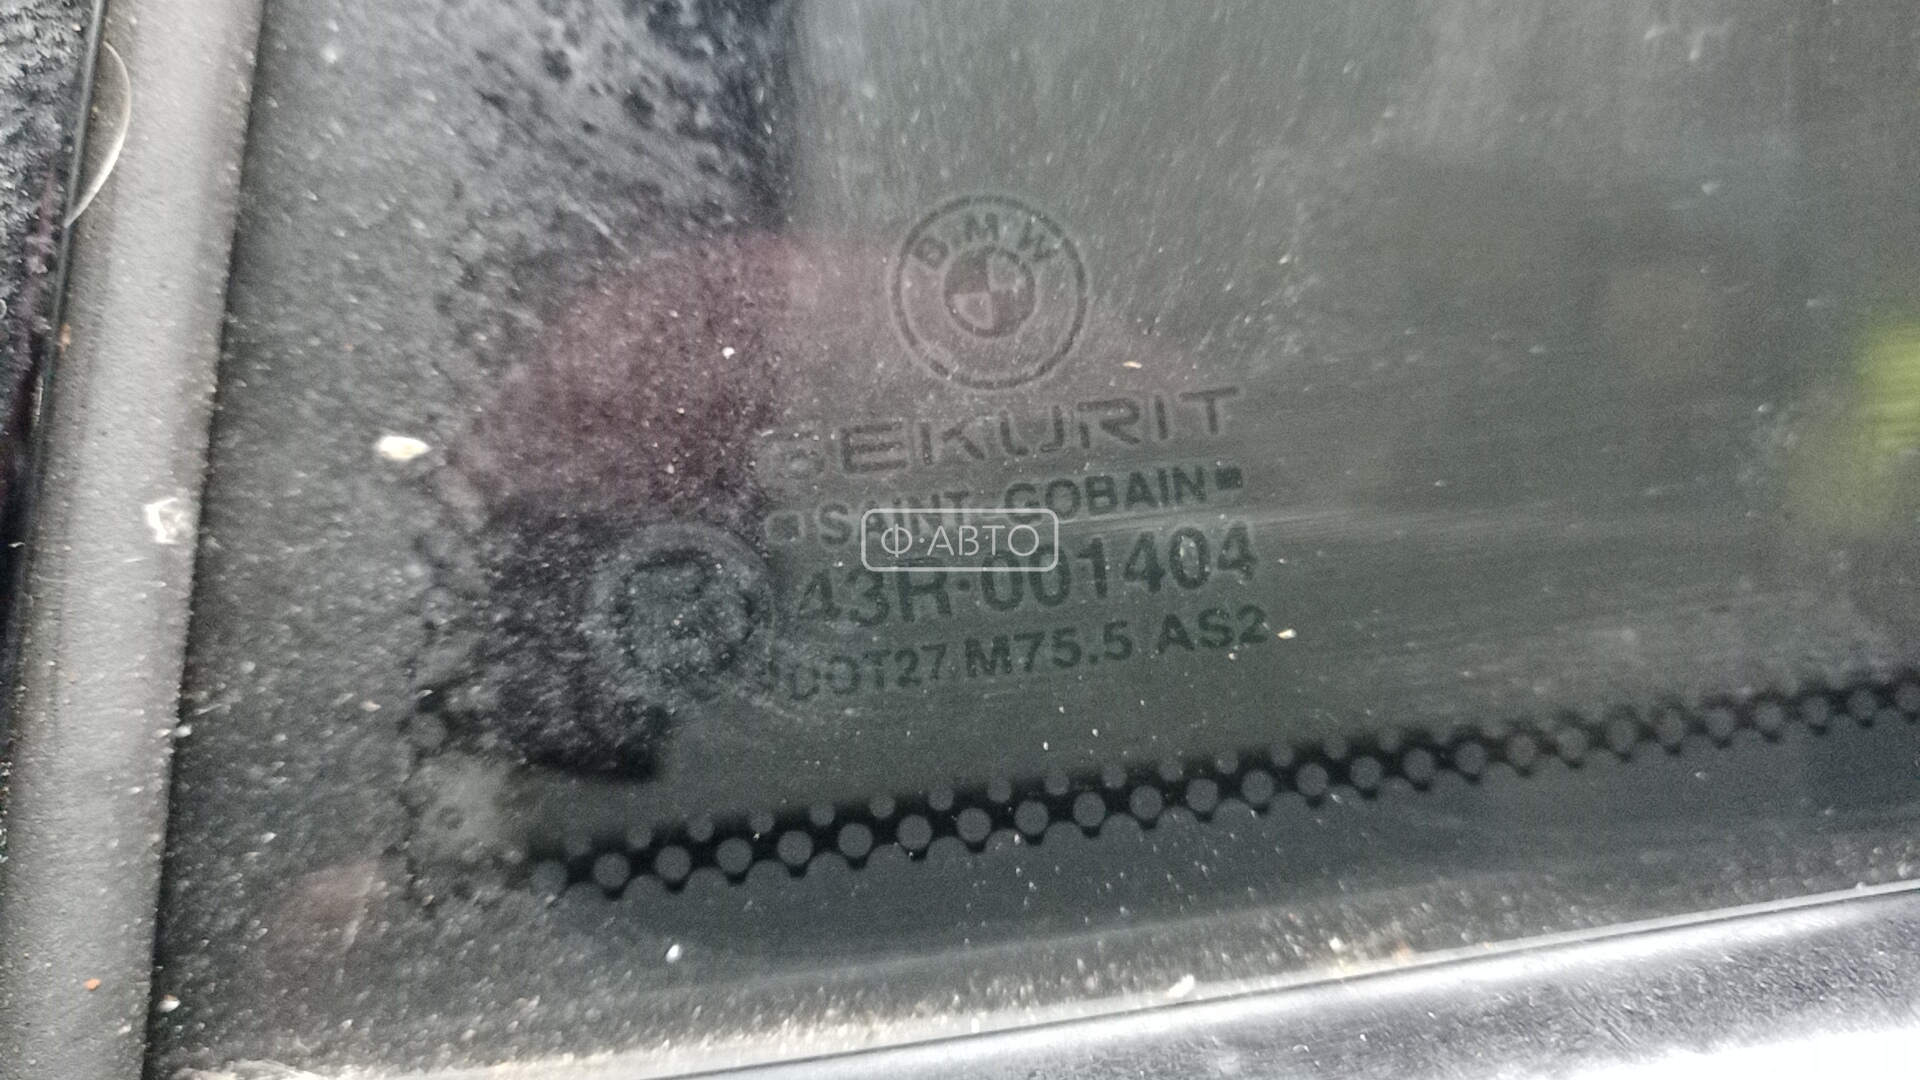 BMW
SEKURIT
SAINT-GOBAIN
Ф·АВТО
43R-001404
DOT27 M75.5 AS2